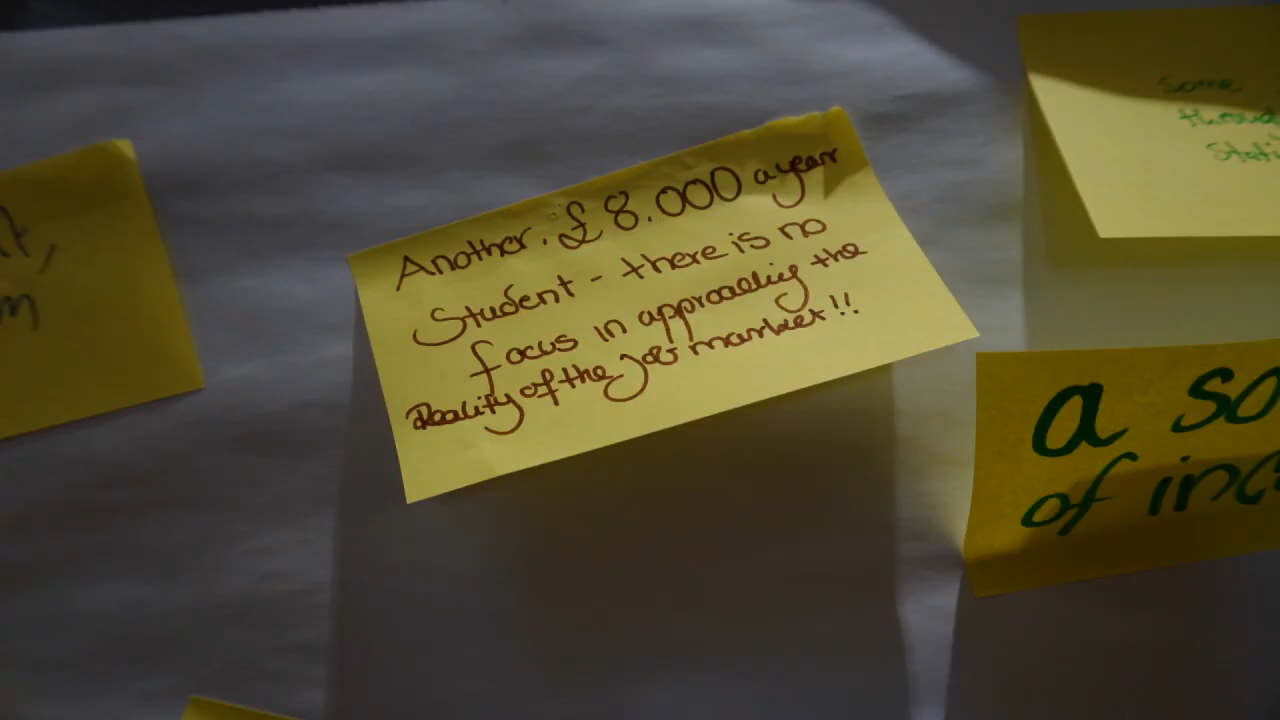 Another. £8.000 a year
Student - there is no
focus in approaching the
Reality of the job market!!
Some
a so
of inc